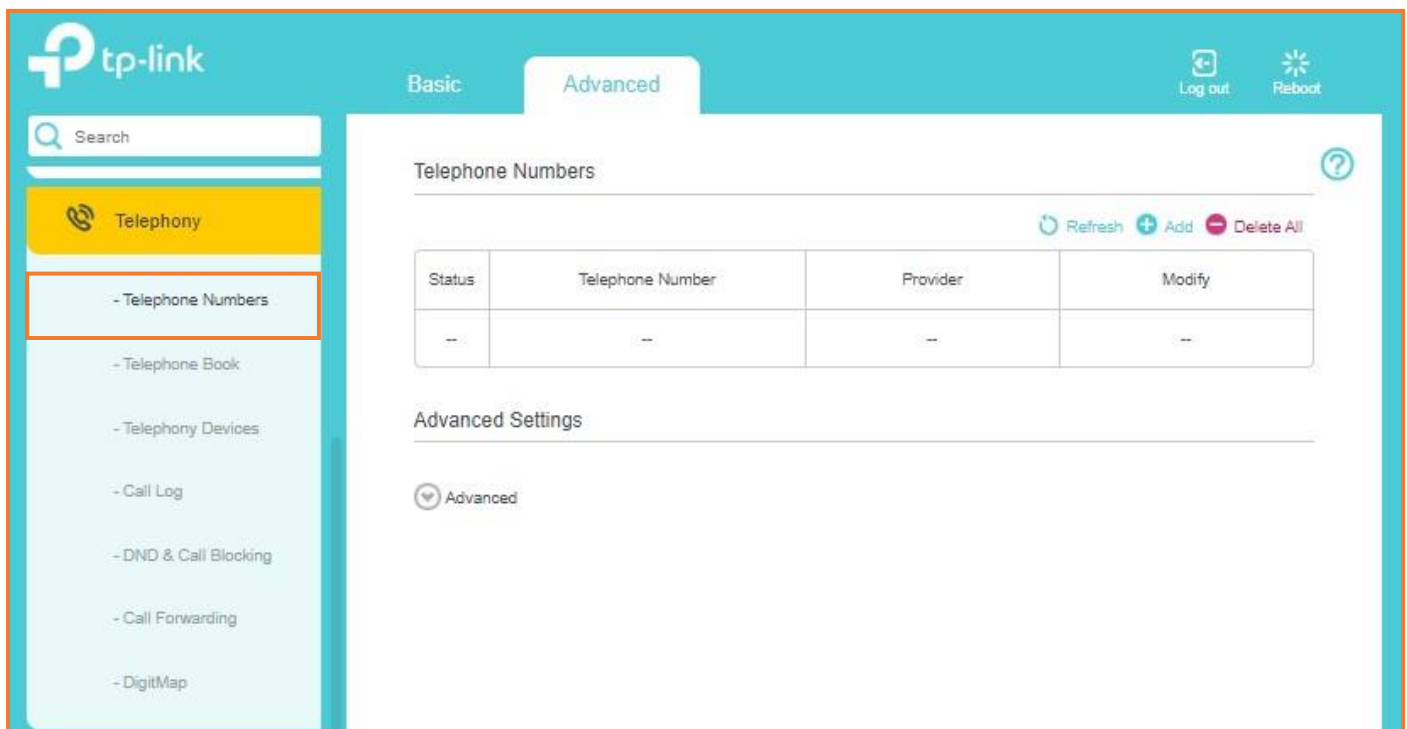 tp-link
Basic
Advanced
Log out
Reboot
Search
Telephony
- Telephone Numbers
- Telephone Book
- Telephony Devices
- Call Log
- DND & Call Blocking
- Call Forwarding
- DigitMap
Telephone Numbers
Refresh Add Delete All
Status Telephone Number Provider Modify
-- -- -- --
Advanced Settings
Advanced